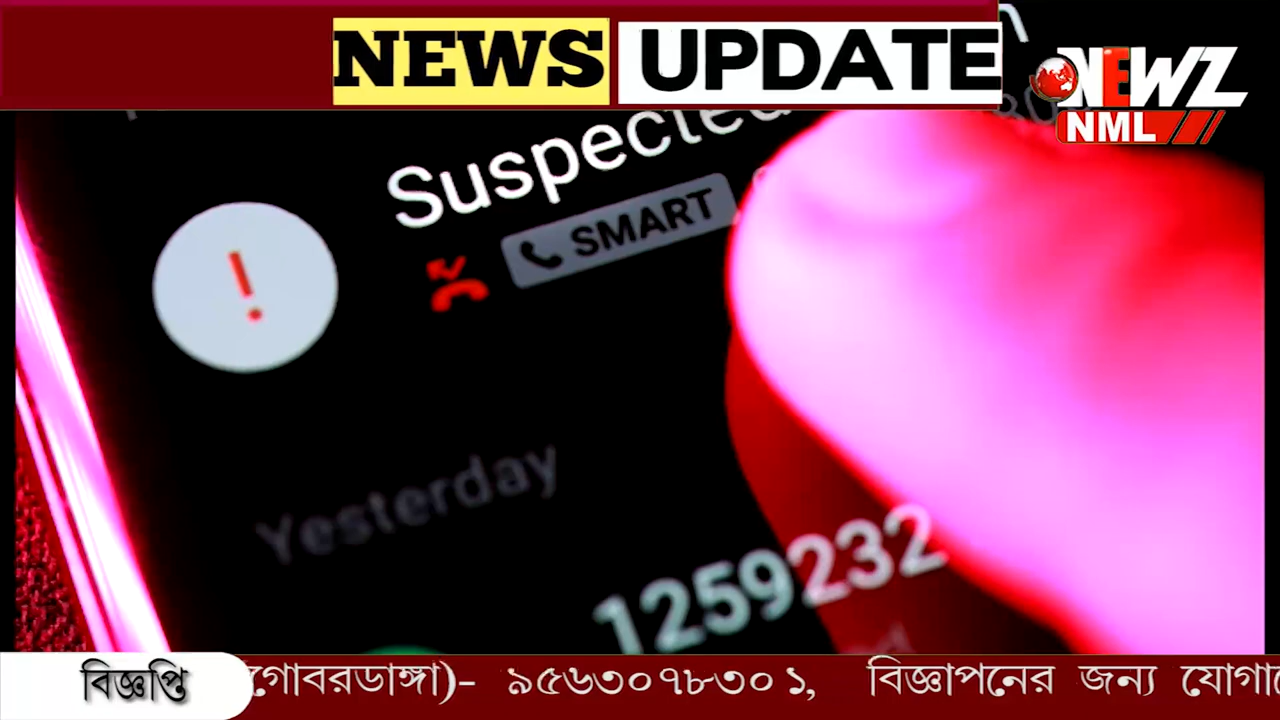 NEWS UPDATE
NEWZ
NML
Suspected
SMART
Yesterday
1259232
বিজ্ঞপ্তি
(গোবরডাঙ্গা)- ৯৫৬৩০৭৮৩০১, বিজ্ঞাপনের জন্য